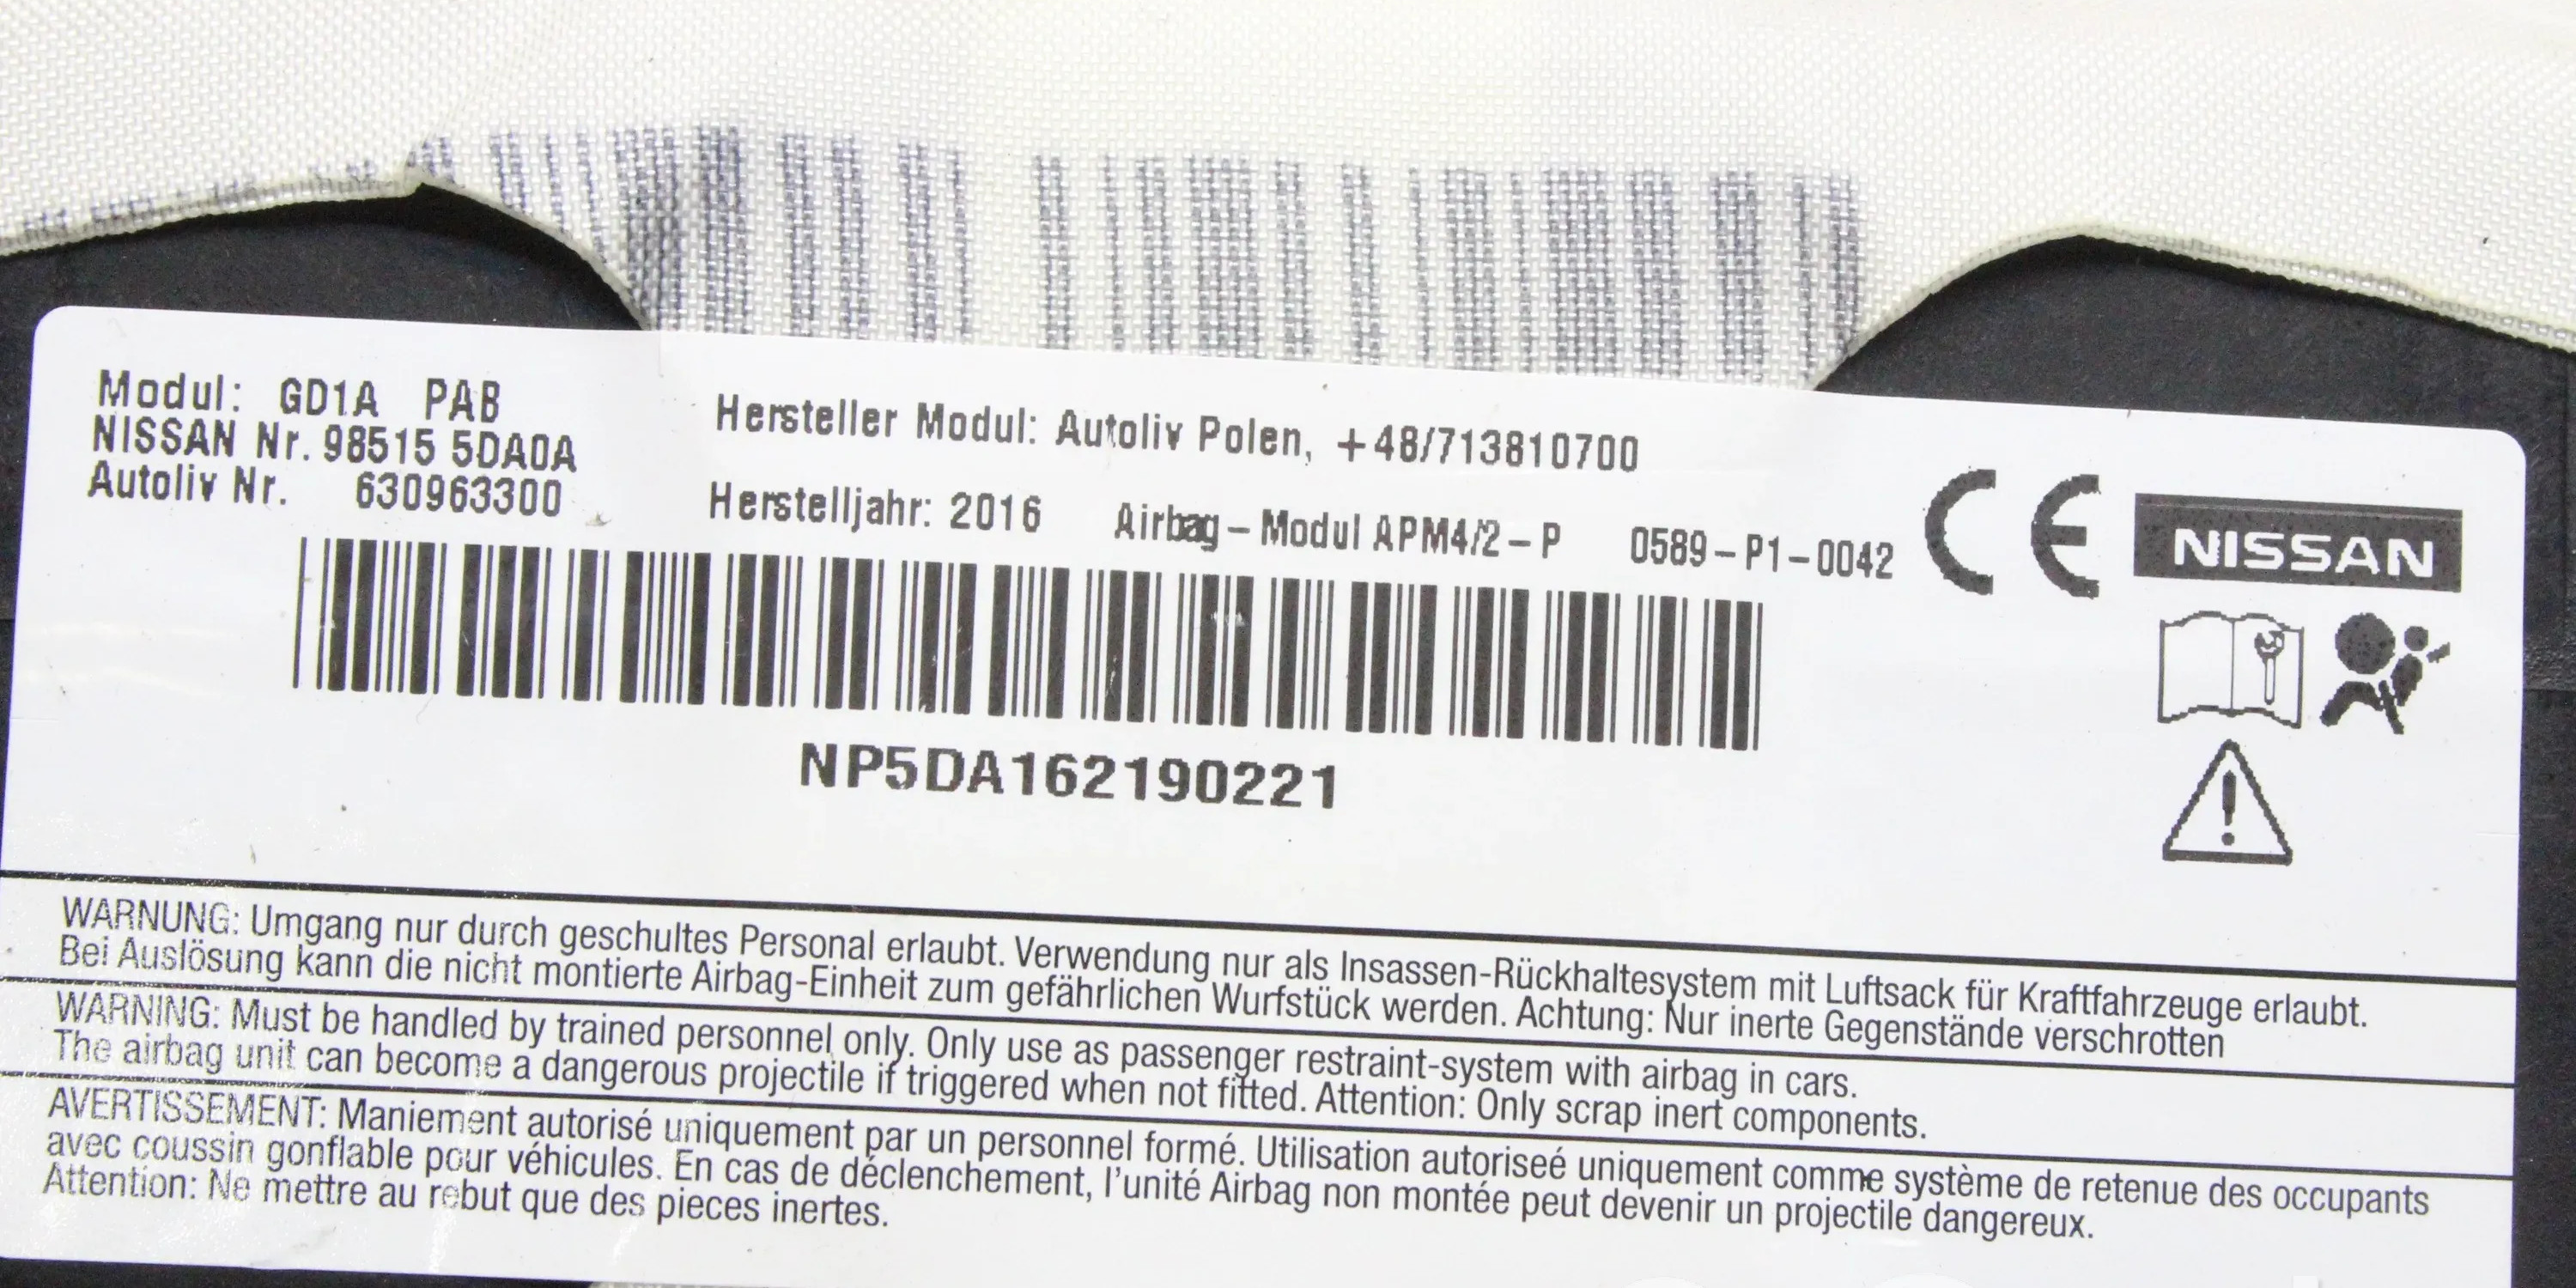 Modul: GD1A PAB
NISSAN Nr. 98515 5DA0A
Autoliv Nr. 630963300
Hersteller Modul: Autoliv Polen, +48/713810700
Herstelljahr: 2016 Airbag-Modul APM4/2-P 0589-P1-0042
CE
NISSAN
NP5DA162190221
WARNUNG: Umgang nur durch geschultes Personal erlaubt. Verwendung nur als Insassen-Rückhaltesystem mit Luftsack für Kraftfahrzeuge erlaubt.
Bei Auslösung kann die nicht montierte Airbag-Einheit zum gefährlichen Wurfstück werden. Achtung: Nur inerte Gegenstände verschrotten
WARNING: Must be handled by trained personnel only. Only use as passenger restraint-system with airbag in cars.
The airbag unit can become a dangerous projectile if triggered when not fitted. Attention: Only scrap inert components.
AVERTISSEMENT: Maniement autorisé uniquement par un personnel formé. Utilisation autoriseé uniquement comme système de retenue des occupants
avec coussin gonflable pour véhicules. En cas de déclenchement, l'unité Airbag non montée peut devenir un projectile dangereux.
Attention: Ne mettre au rebut que des pieces inertes.